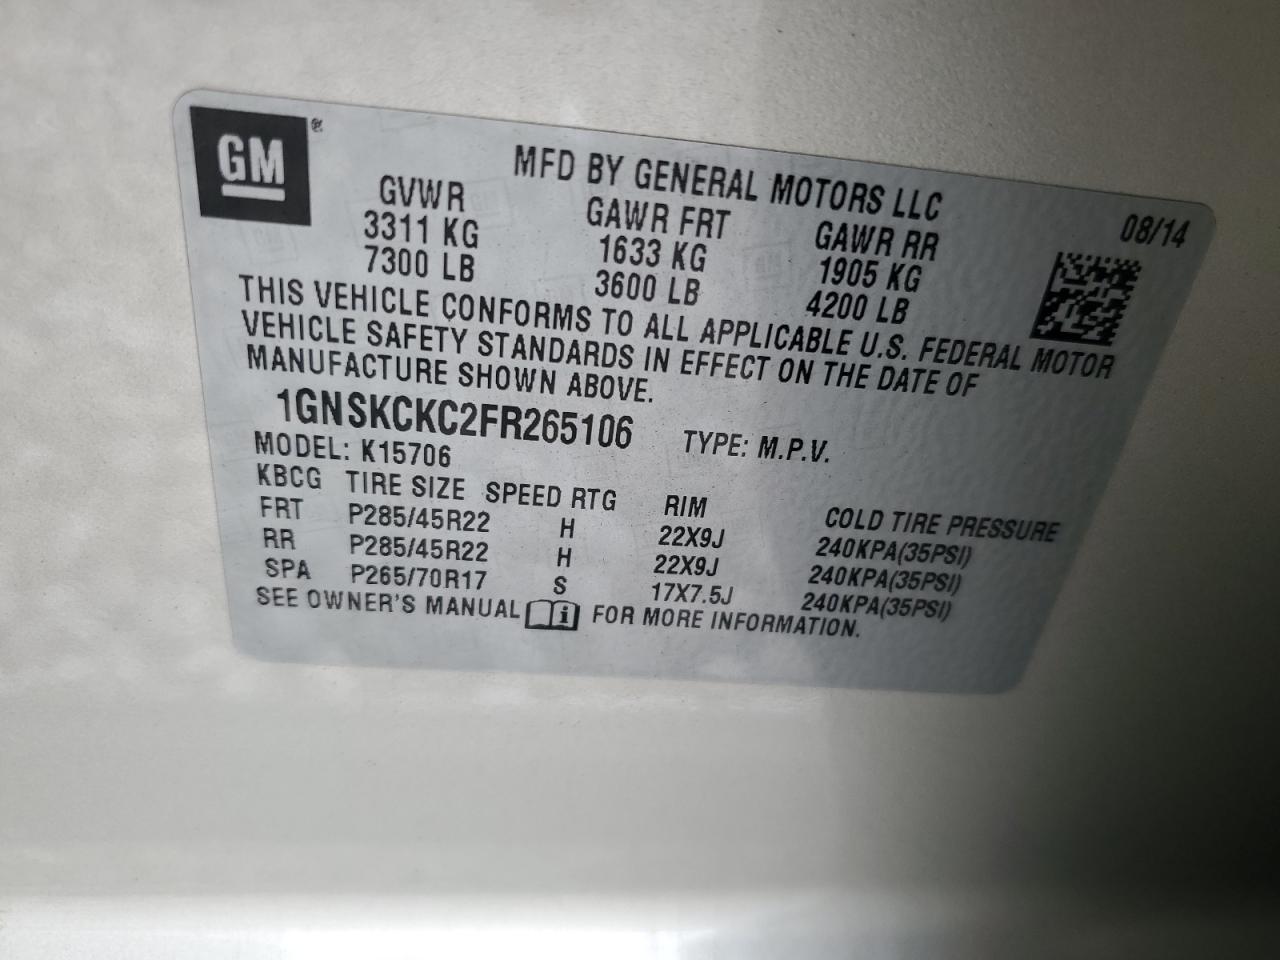 GM ®
MFD BY GENERAL MOTORS LLC
08/14
GVWR GAWR FRT GAWR RR
3311 KG 1633 KG 1905 KG
7300 LB 3600 LB 4200 LB
THIS VEHICLE CONFORMS TO ALL APPLICABLE U.S. FEDERAL MOTOR
VEHICLE SAFETY STANDARDS IN EFFECT ON THE DATE OF
MANUFACTURE SHOWN ABOVE.
1GNSKCKC2FR265106 TYPE: M.P.V.
MODEL: K15706
KBCG TIRE SIZE SPEED RTG RIM COLD TIRE PRESSURE
FRT P285/45R22 H 22X9J 240KPA(35PSI)
RR P285/45R22 H 22X9J 240KPA(35PSI)
SPA P265/70R17 S 17X7.5J 240KPA(35PSI)
SEE OWNER'S MANUAL i FOR MORE INFORMATION.